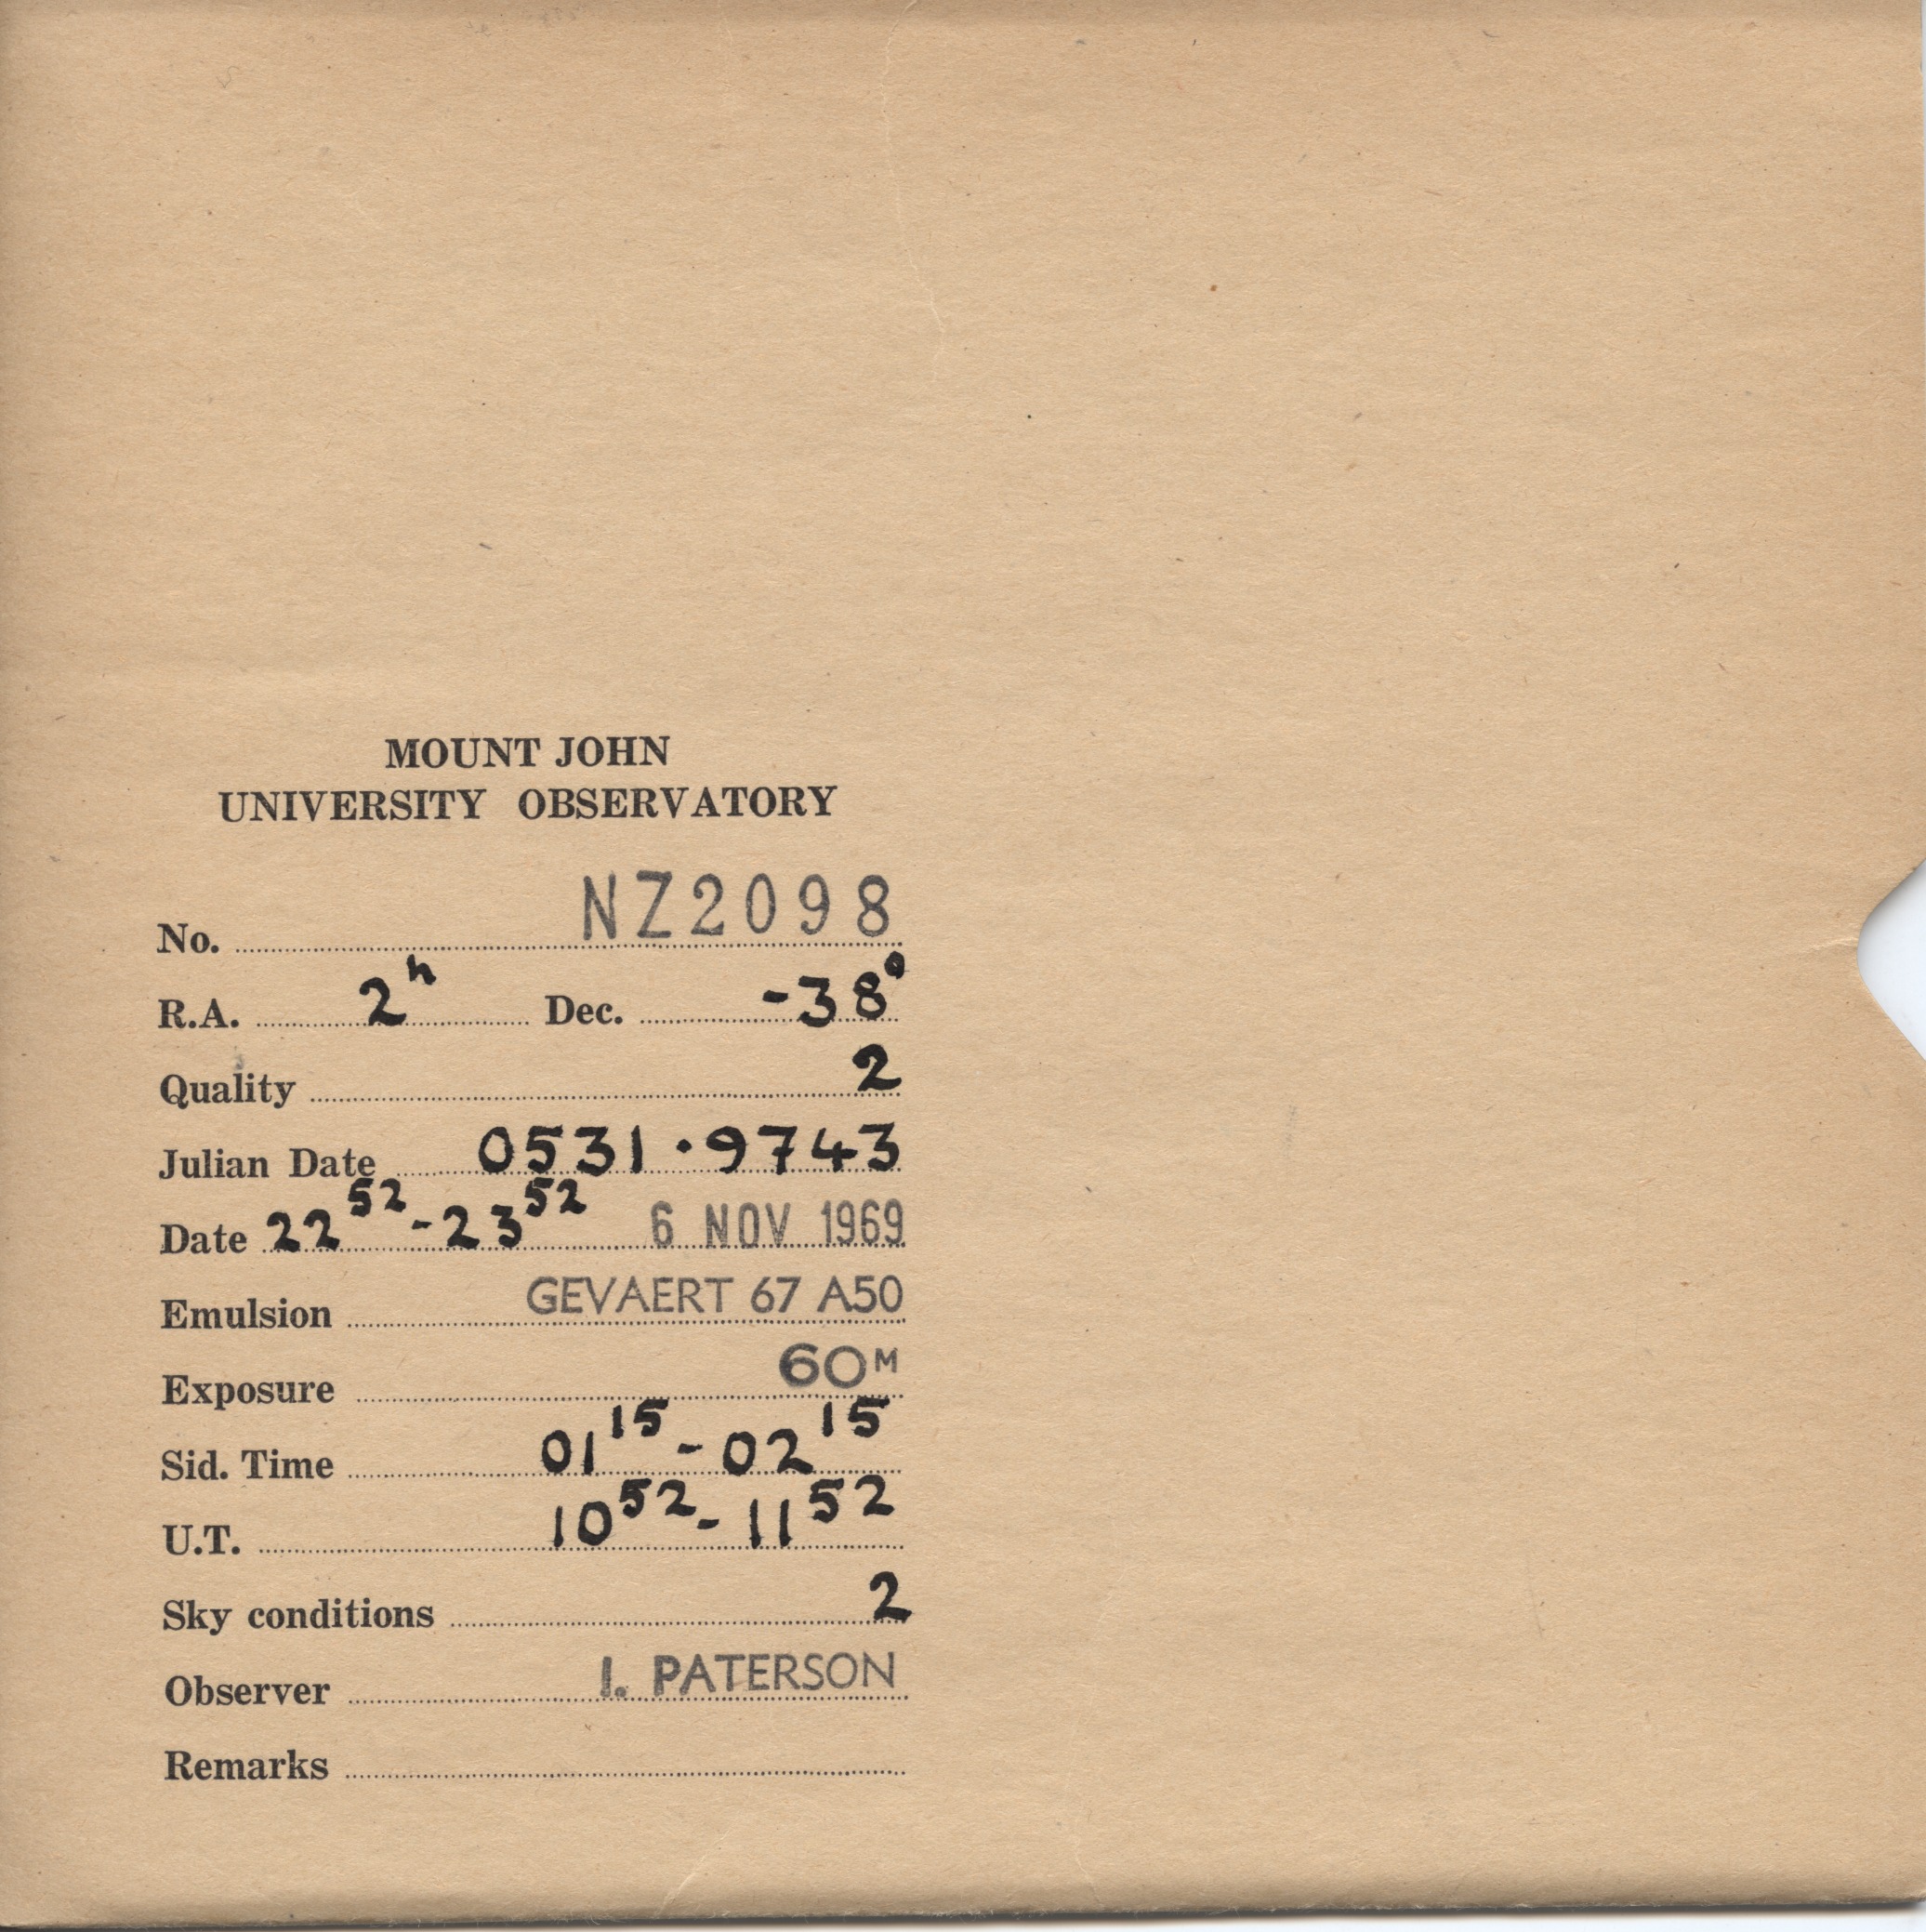 MOUNT JOHN
UNIVERSITY OBSERVATORY
No. NZ2098
R.A. 2h Dec. -38°
Quality 2
Julian Date 0531.9743
Date 22 52 - 23 52 6 NOV 1969
Emulsion GEVAERT 67 A50
Exposure 60M
Sid. Time 01 15 - 02 15
U.T. 10 52 - 11 52
Sky conditions 2
Observer I. PATERSON
Remarks